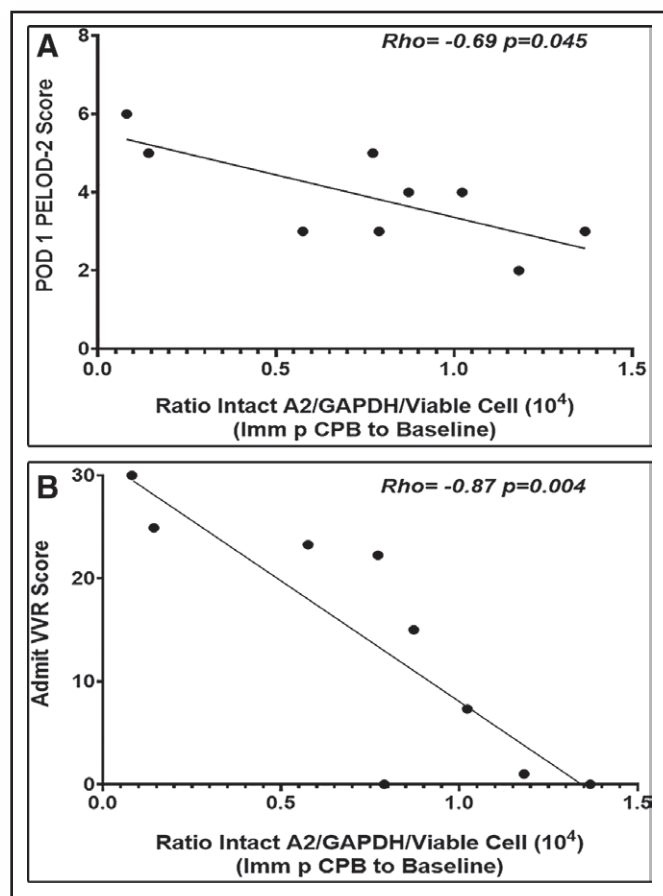 A
Rho= -0.69 p=0.045
POD 1 PELOD-2 Score
8
6
4
2
0
0.0 0.5 1.0 1.5
Ratio Intact A2/GAPDH/Viable Cell (10⁴)
(Imm p CPB to Baseline)
B
Rho= -0.87 p=0.004
Admit VVR Score
30
20
10
0
0.0 0.5 1.0 1.5
Ratio Intact A2/GAPDH/Viable Cell (10⁴)
(Imm p CPB to Baseline)